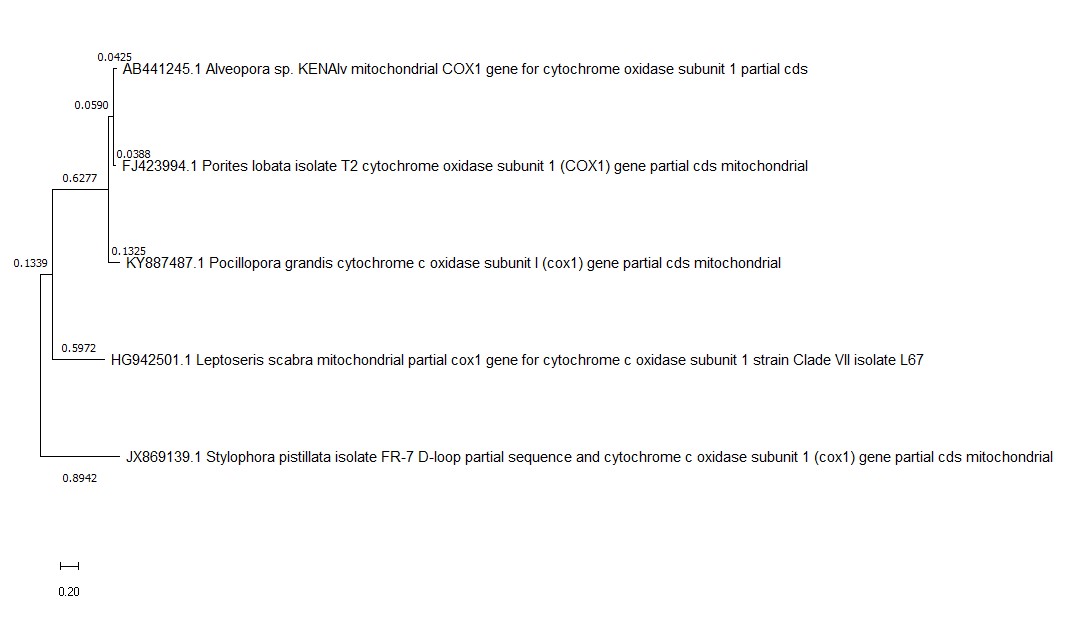 0.0425
AB441245.1 Alveopora sp. KENAlv mitochondrial COX1 gene for cytochrome oxidase subunit 1 partial cds
0.0590
0.0388
FJ423994.1 Porites lobata isolate T2 cytochrome oxidase subunit 1 (COX1) gene partial cds mitochondrial
0.6277
0.1325
KY887487.1 Pocillopora grandis cytochrome c oxidase subunit I (cox1) gene partial cds mitochondrial
0.1339
0.5972
HG942501.1 Leptoseris scabra mitochondrial partial cox1 gene for cytochrome c oxidase subunit 1 strain Clade VII isolate L67
JX869139.1 Stylophora pistillata isolate FR-7 D-loop partial sequence and cytochrome c oxidase subunit 1 (cox1) gene partial cds mitochondrial
0.8942
0.20